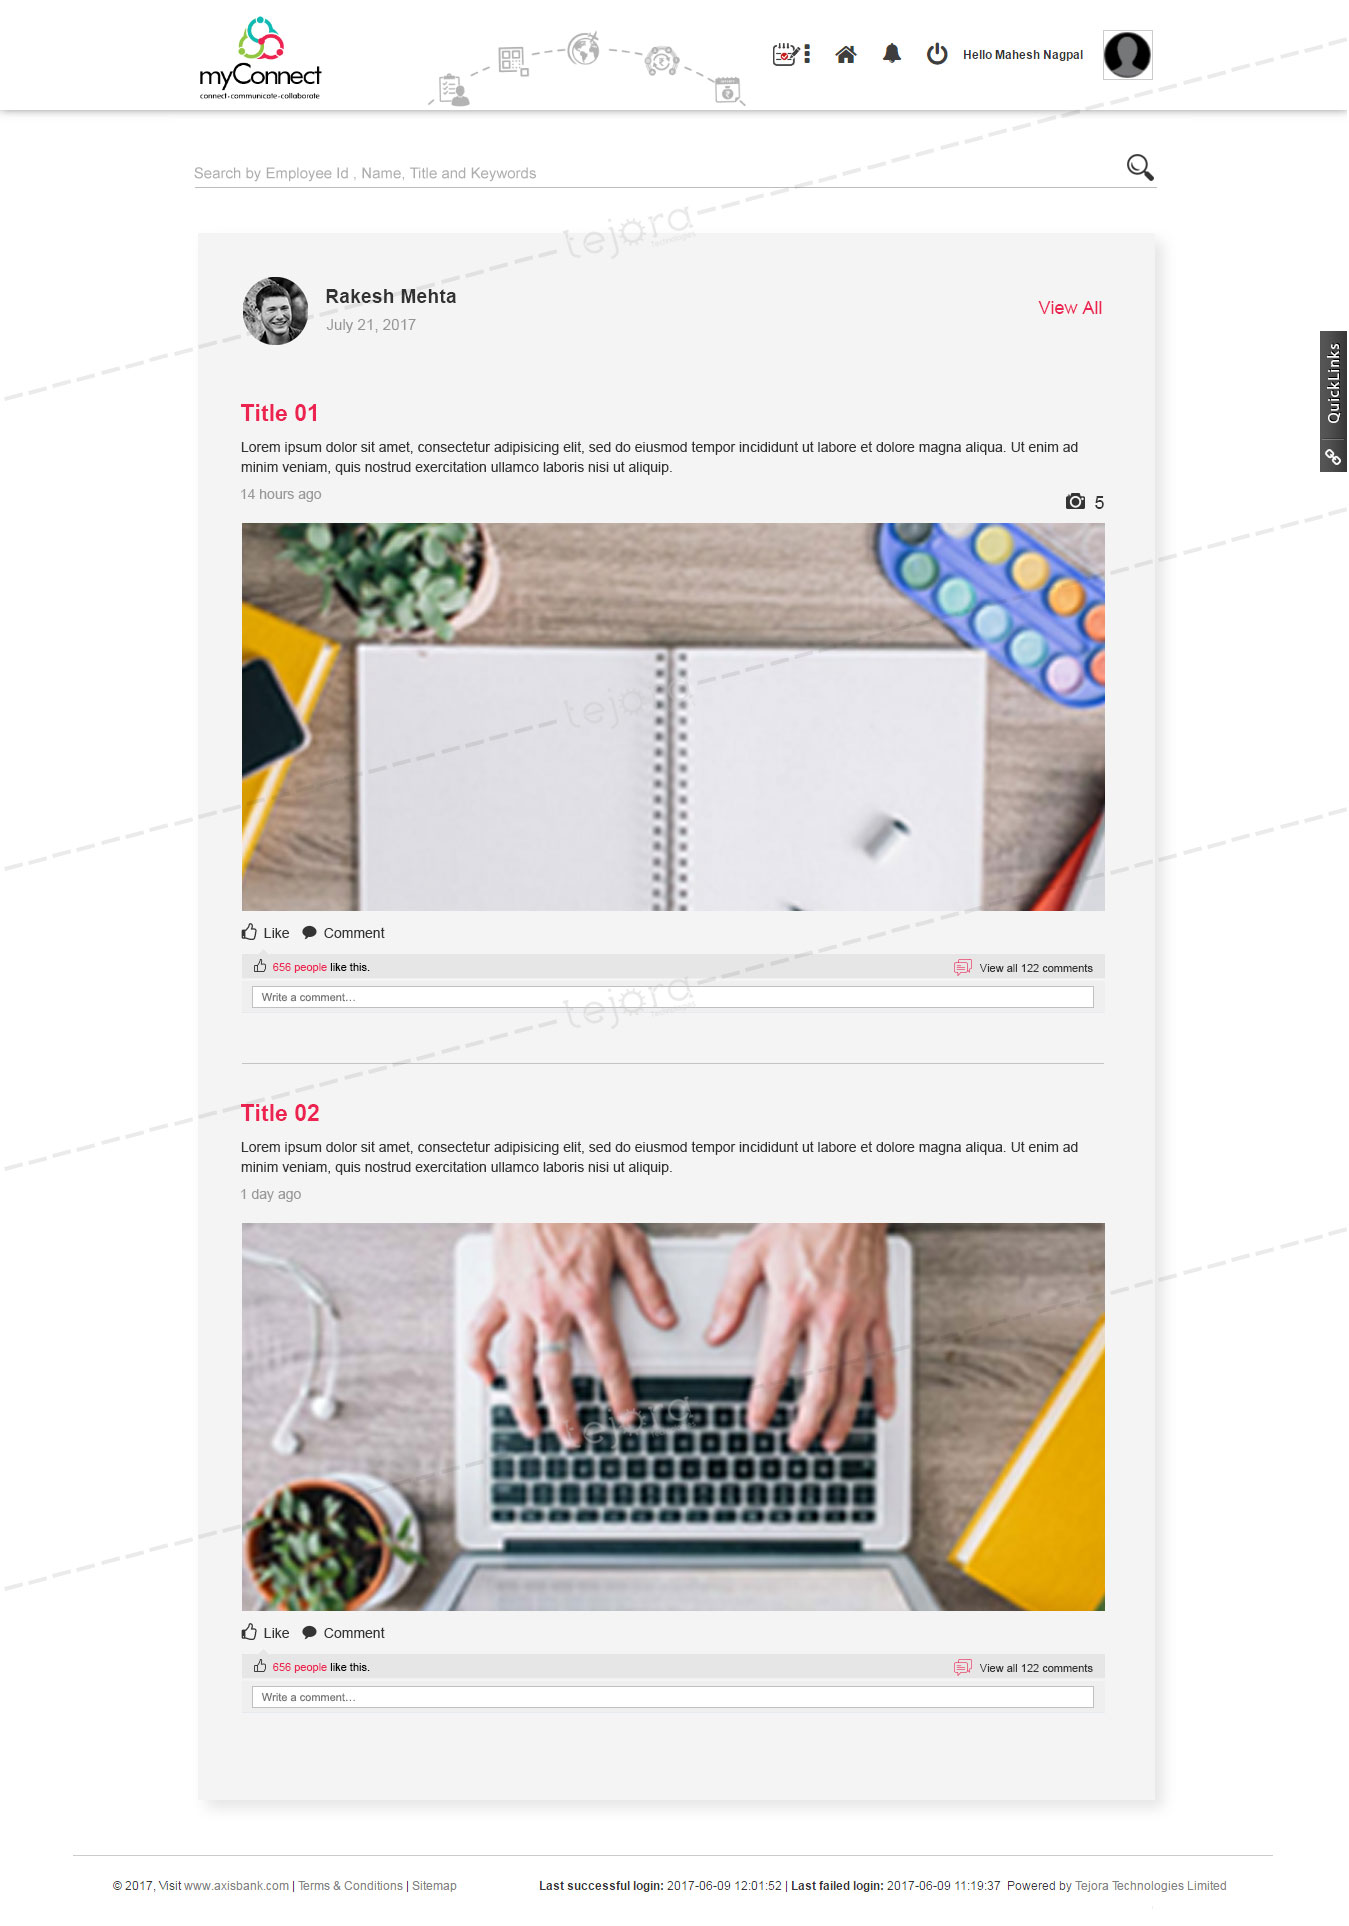 myConnect
connect-communicate-collaborate
Hello Mahesh Nagpal
Search by Employee Id , Name, Title and Keywords
tejora
Technologies
Rakesh Mehta
July 21, 2017
View All
QuickLinks
Title 01
Lorem ipsum dolor sit amet, consectetur adipisicing elit, sed do eiusmod tempor incididunt ut labore et dolore magna aliqua. Ut enim ad
minim veniam, quis nostrud exercitation ullamco laboris nisi ut aliquip.
14 hours ago
5
tejora
Like Comment
656 people like this.
View all 122 comments
Write a comment...
tejora
Technologies
Title 02
Lorem ipsum dolor sit amet, consectetur adipisicing elit, sed do eiusmod tempor incididunt ut labore et dolore magna aliqua. Ut enim ad
minim veniam, quis nostrud exercitation ullamco laboris nisi ut aliquip.
1 day ago
tejora
Like Comment
656 people like this.
View all 122 comments
Write a comment...
© 2017, Visit www.axisbank.com | Terms & Conditions | Sitemap
Last successful login: 2017-06-09 12:01:52 | Last failed login: 2017-06-09 11:19:37 Powered by Tejora Technologies Limited